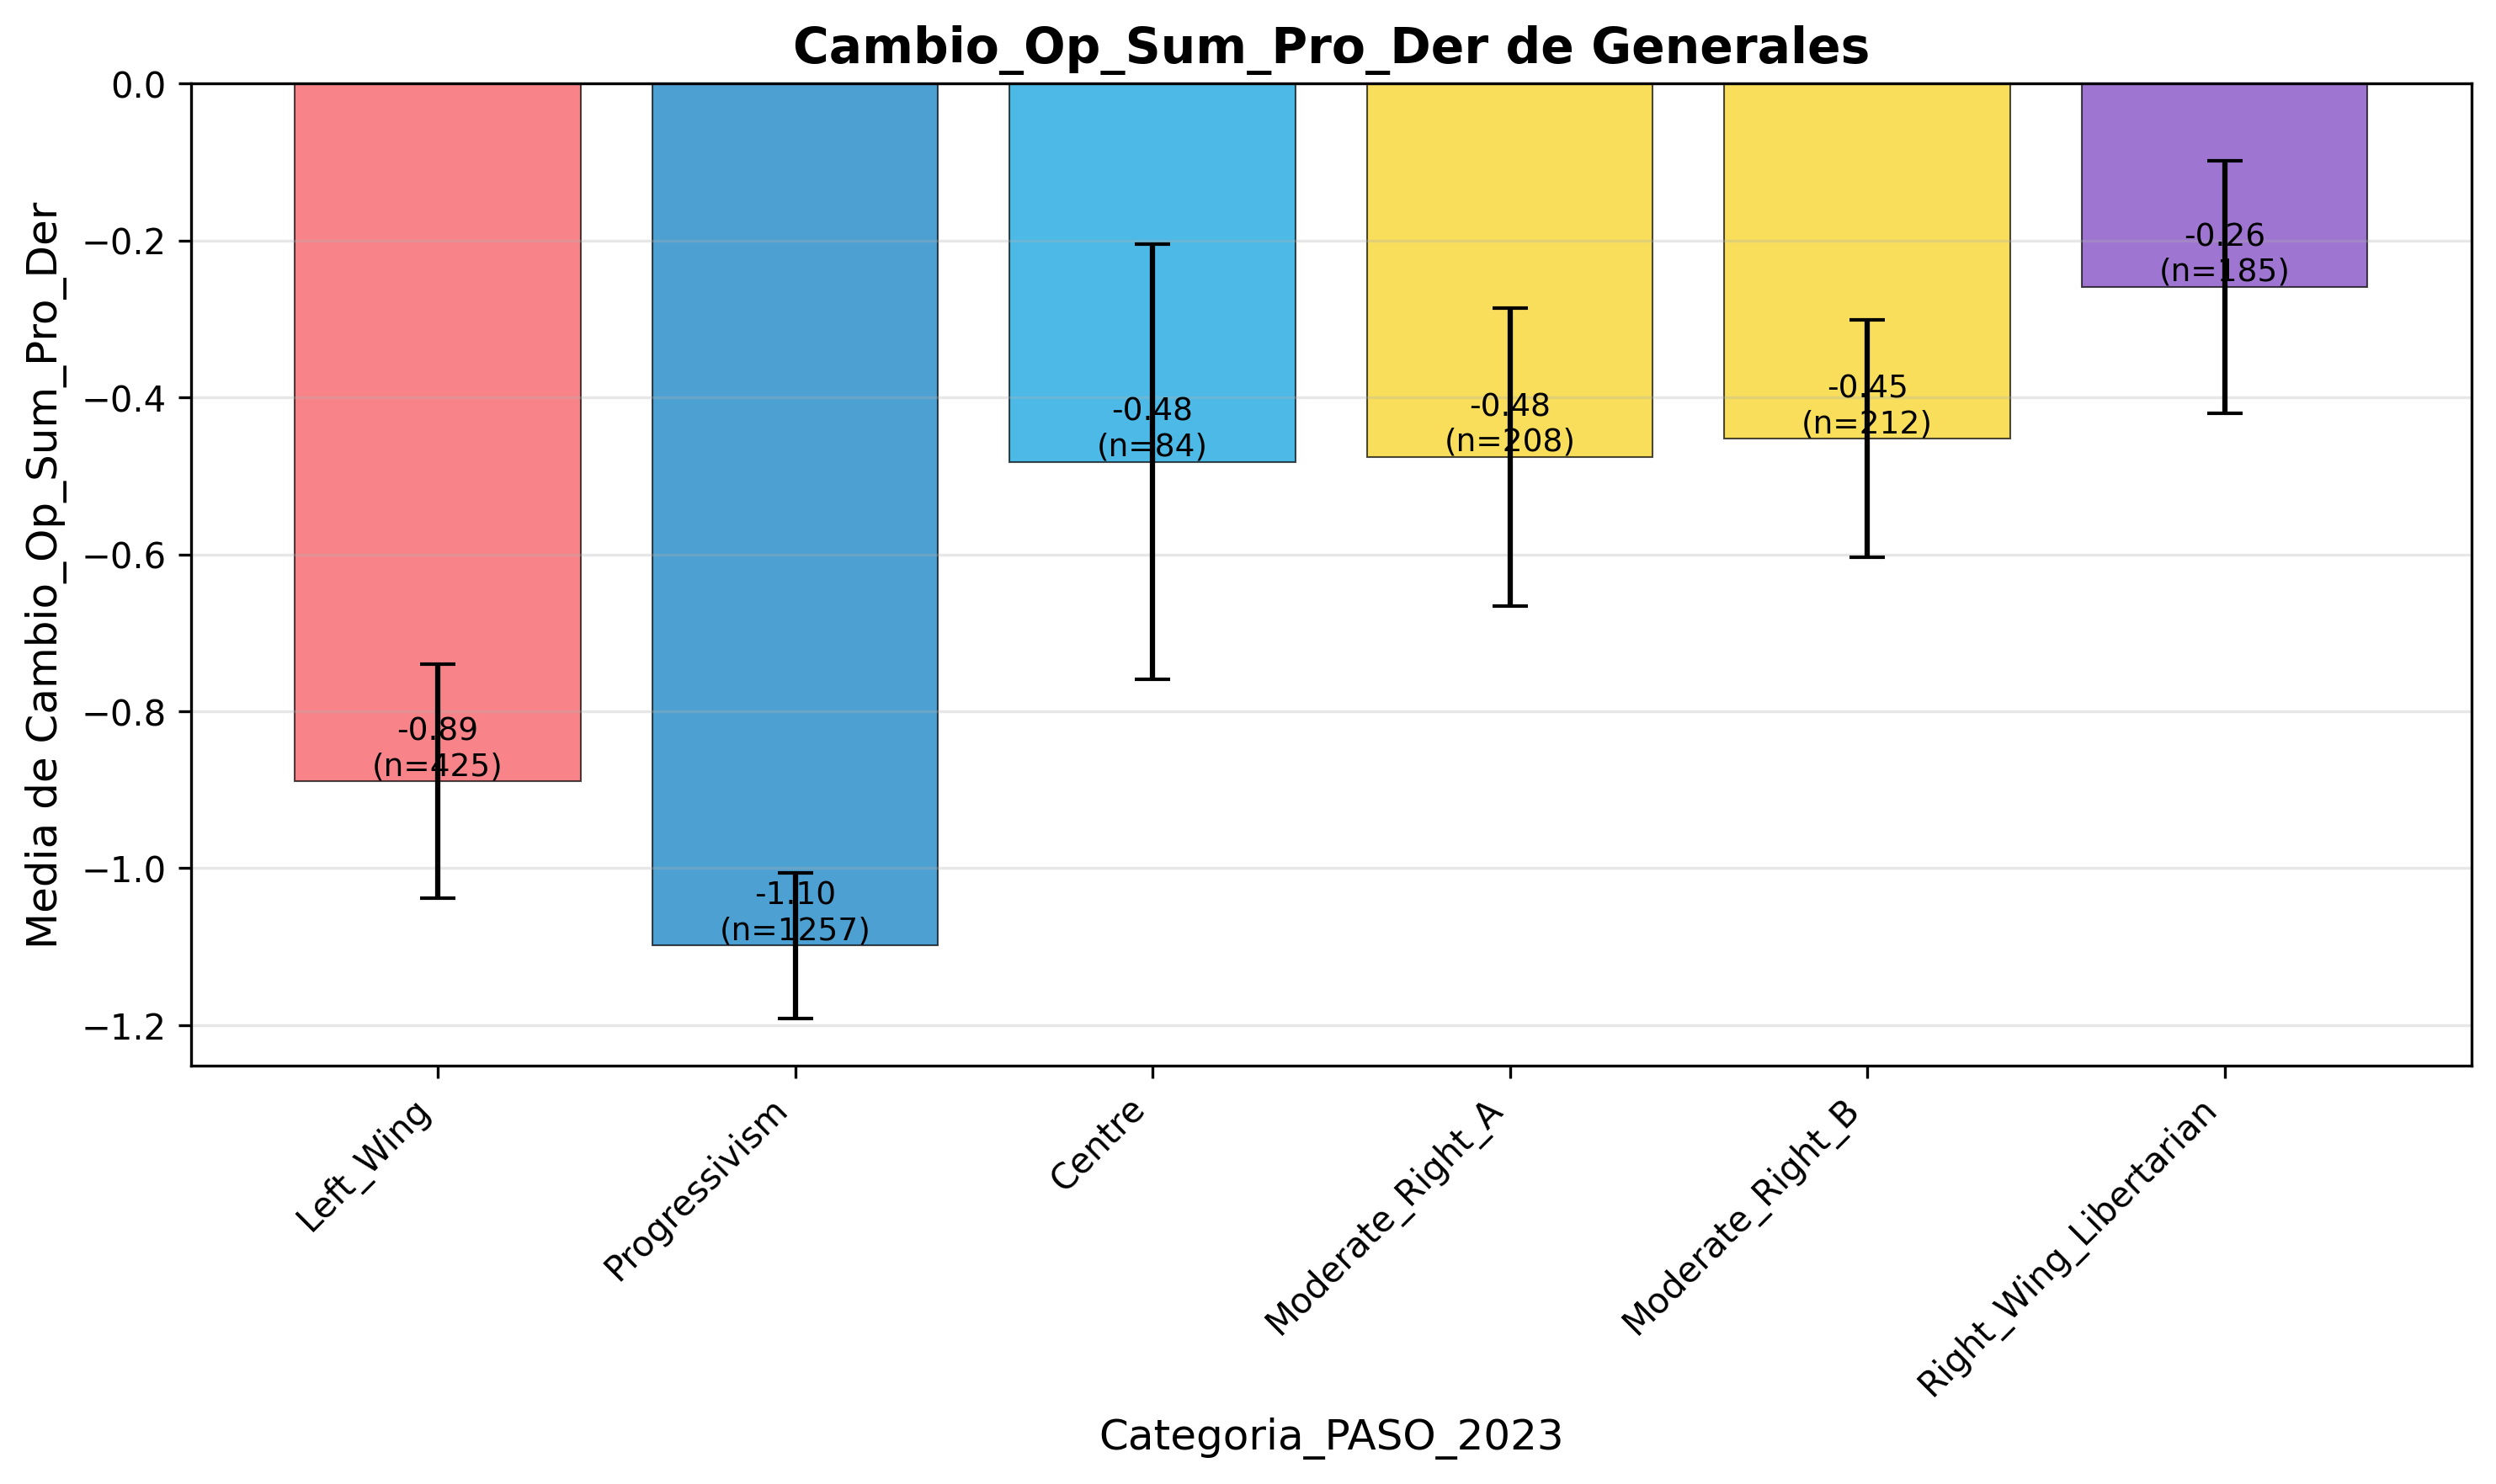 Cambio_Op_Sum_Pro_Der de Generales
Media de Cambio_Op_Sum_Pro_Der
0.0
−0.2
−0.4
−0.6
−0.8
−1.0
−1.2
-0.89
(n=425)
-1.10
(n=1257)
-0.48
(n=84)
-0.48
(n=208)
-0.45
(n=212)
-0.26
(n=185)
Left_Wing
Progressivism
Centre
Moderate_Right_A
Moderate_Right_B
Right_Wing_Libertarian
Categoria_PASO_2023